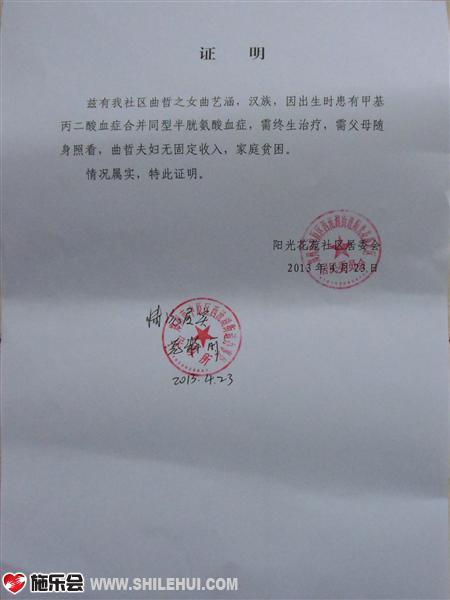 证 明
兹有我社区曲哲之女曲艺涵，汉族，因出生时患有甲基
丙二酸血症合并同型半胱氨酸血症，需终生治疗，需父母随
身照看，曲哲夫妇无固定收入，家庭贫困。
情况属实，特此证明。
阳光花苑社区居委会
2013年4月23日
情况属实
2013.4.23
施乐会 WWW.SHILEHUI.COM